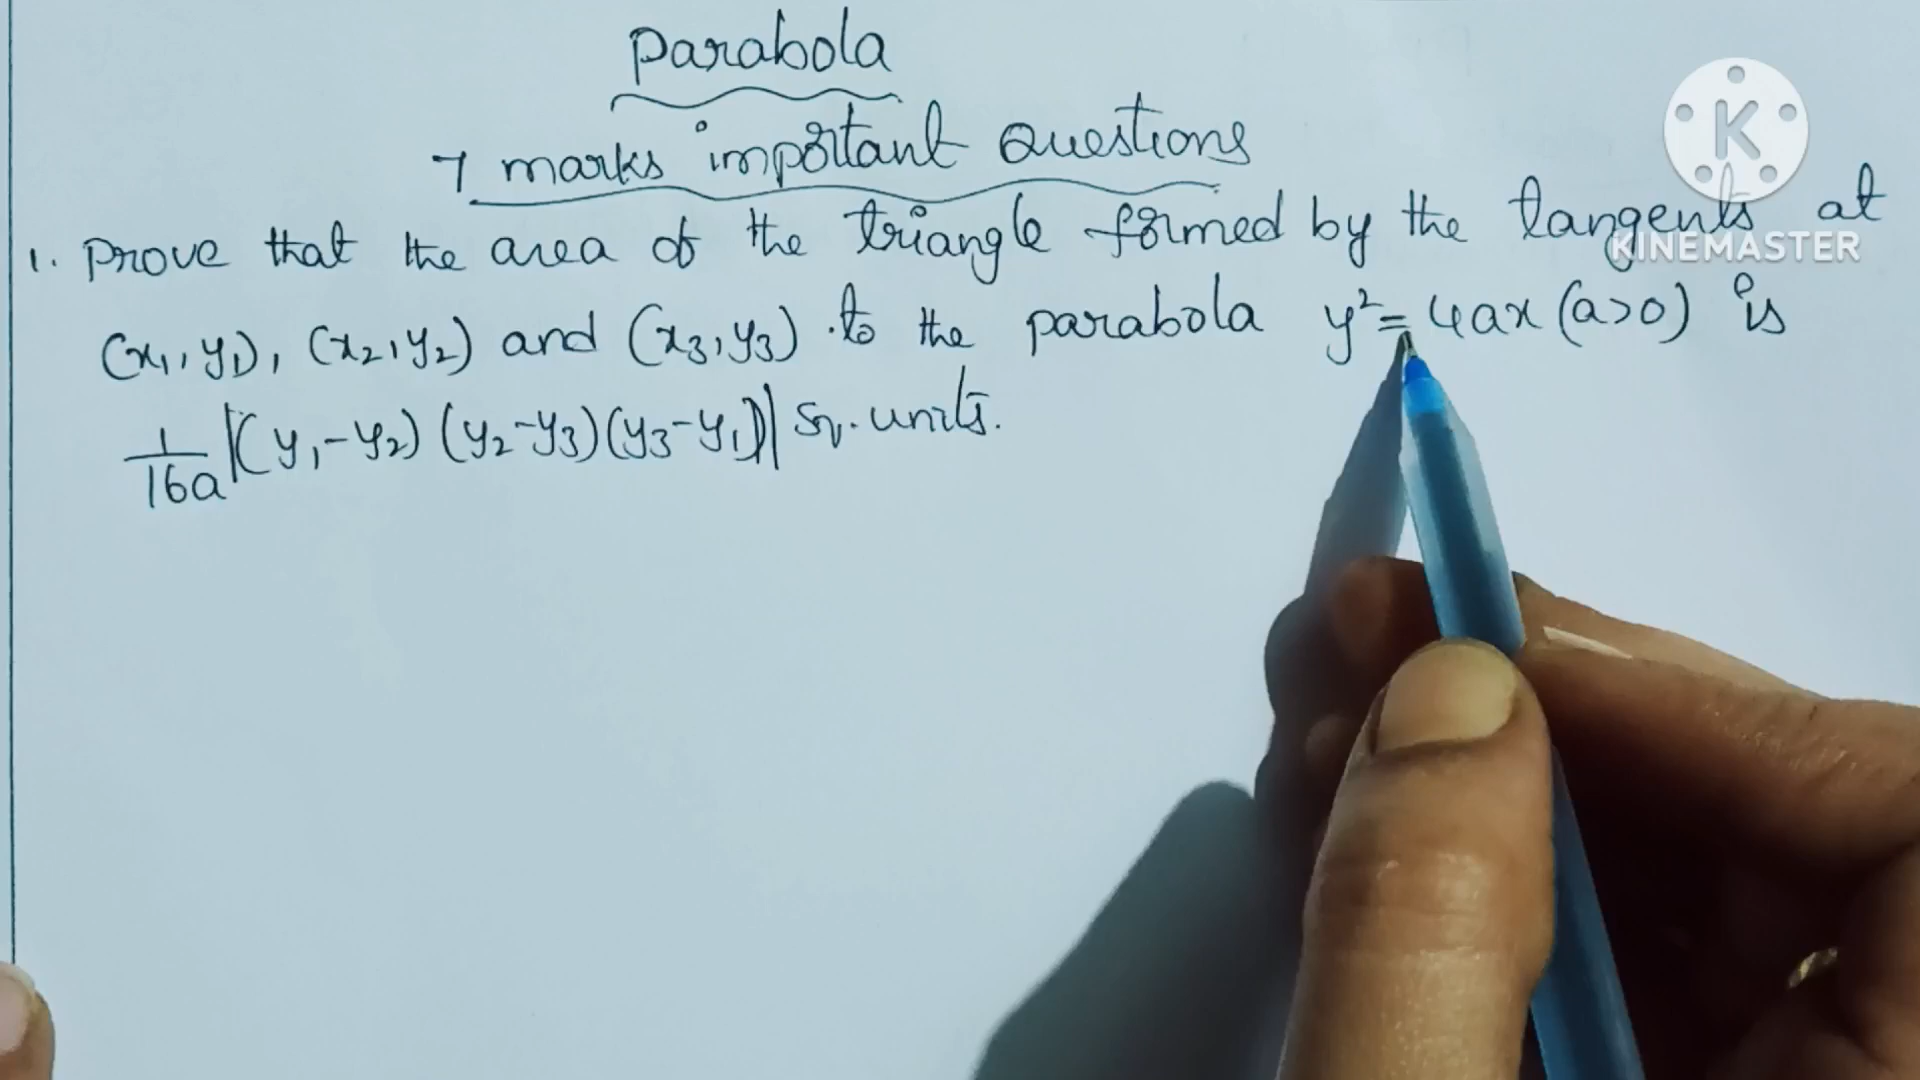 Parabola
7 marks important Questions
1. Prove that the area of the triangle formed by the tangents at
(x₁, y₁), (x₂, y₂) and (x₃, y₃) to the parabola y² = 4ax (a>0) is
1/16a |(y₁-y₂) (y₂-y₃)(y₃-y₁)| sq. units.
K
KINEMASTER